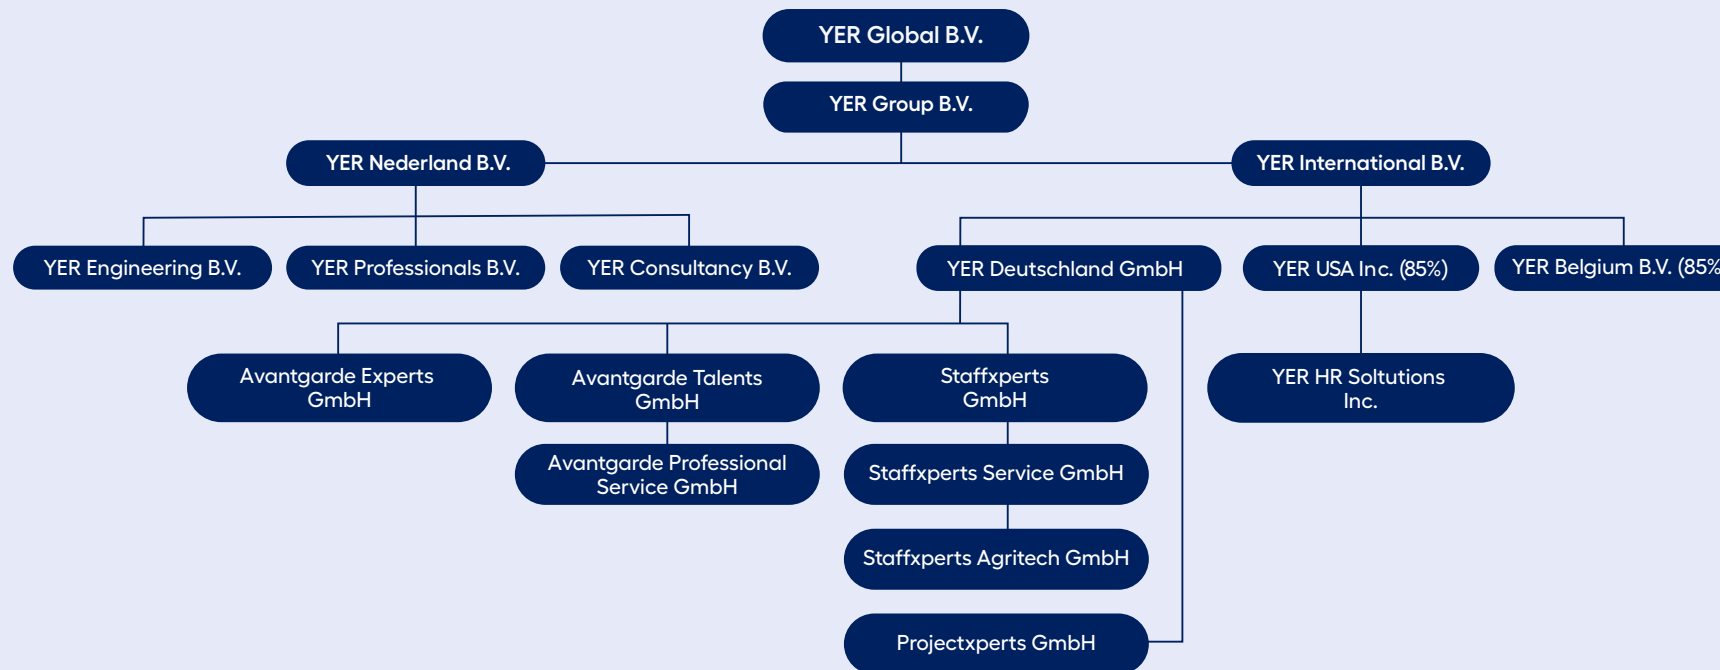 YER Global B.V.
YER Group B.V.
YER Nederland B.V.
YER International B.V.
YER Engineering B.V.
YER Professionals B.V.
YER Consultancy B.V.
YER Deutschland GmbH
YER USA Inc. (85%)
YER Belgium B.V. (85%
Avantgarde Experts
GmbH
Avantgarde Talents
GmbH
Staffxperts
GmbH
YER HR Soltutions
Inc.
Avantgarde Professional
Service GmbH
Staffxperts Service GmbH
Staffxperts Agritech GmbH
Projectxperts GmbH